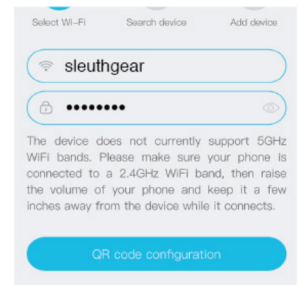 Select Wi-Fi Search device Add device
sleuthgear
••••••••
The device does not currently support 5GHz
WiFi bands. Please make sure your phone is
connected to a 2.4GHz WiFi band, then raise
the volume of your phone and keep it a few
inches away from the device while it connects.
QR code configuration